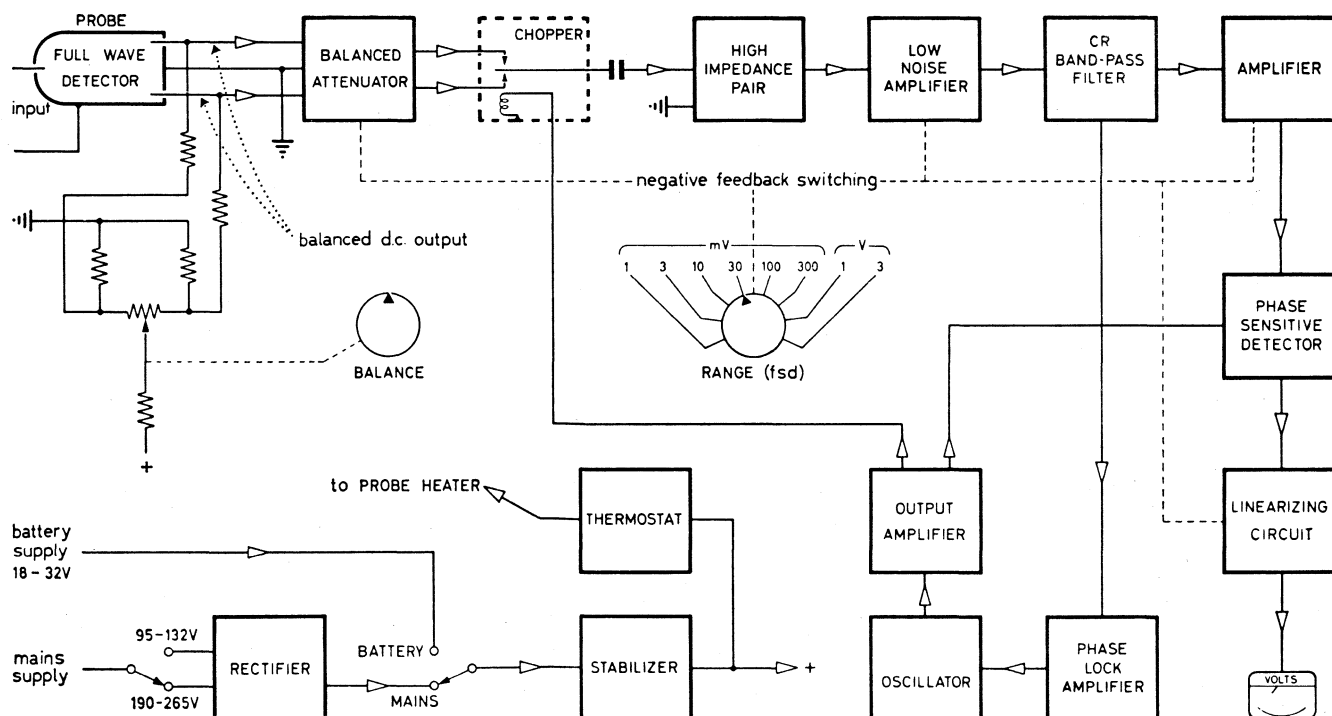 PROBE
FULL WAVE
DETECTOR
input
BALANCED
ATTENUATOR
CHOPPER
HIGH
IMPEDANCE
PAIR
LOW
NOISE
AMPLIFIER
CR
BAND-PASS
FILTER
AMPLIFIER
negative feedback switching
balanced d.c. output
mV
V
1
3
10
30
100
300
1
3
RANGE (fsd)
BALANCE
+
PHASE
SENSITIVE
DETECTOR
to PROBE HEATER
THERMOSTAT
OUTPUT
AMPLIFIER
LINEARIZING
CIRCUIT
battery
supply
18-32V
mains
supply
95-132V
190-265V
RECTIFIER
BATTERY
MAINS
STABILIZER
+
OSCILLATOR
PHASE
LOCK
AMPLIFIER
VOLTS